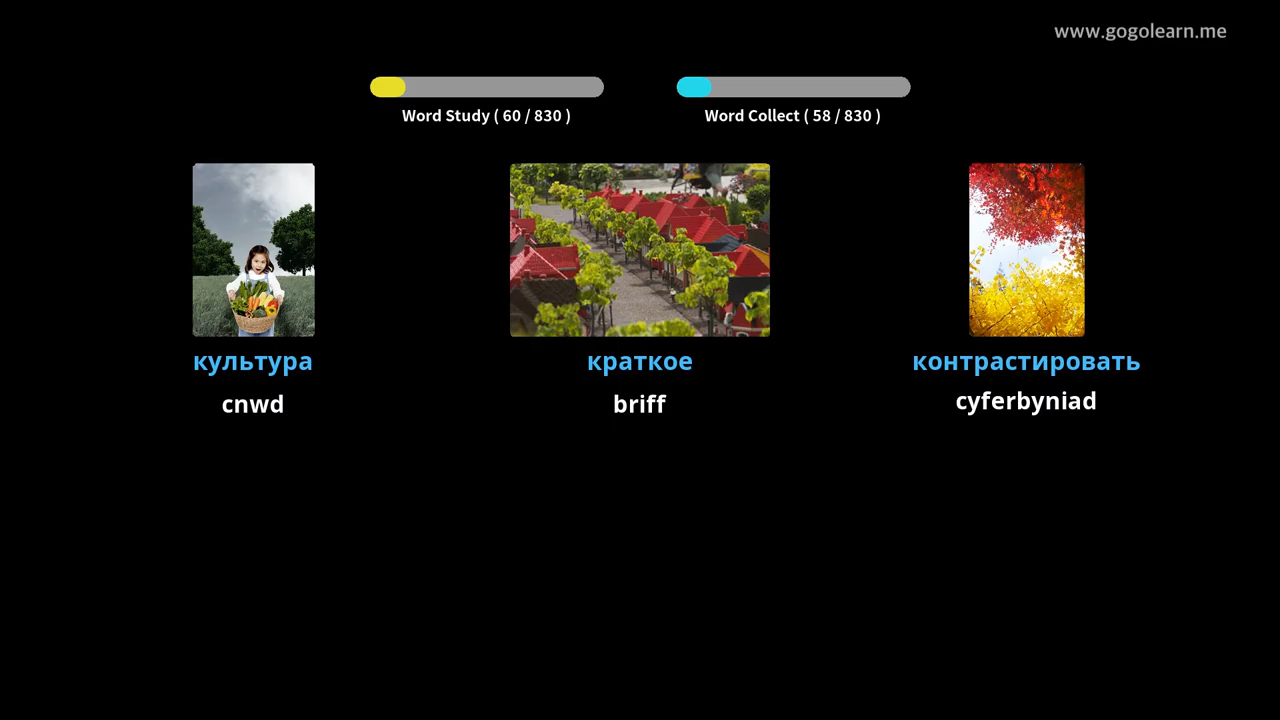 www.gogolearn.me
Word Study ( 60 / 830 )
Word Collect ( 58 / 830 )
культура
краткое
контрастировать
cnwd
briff
cyferbyniad